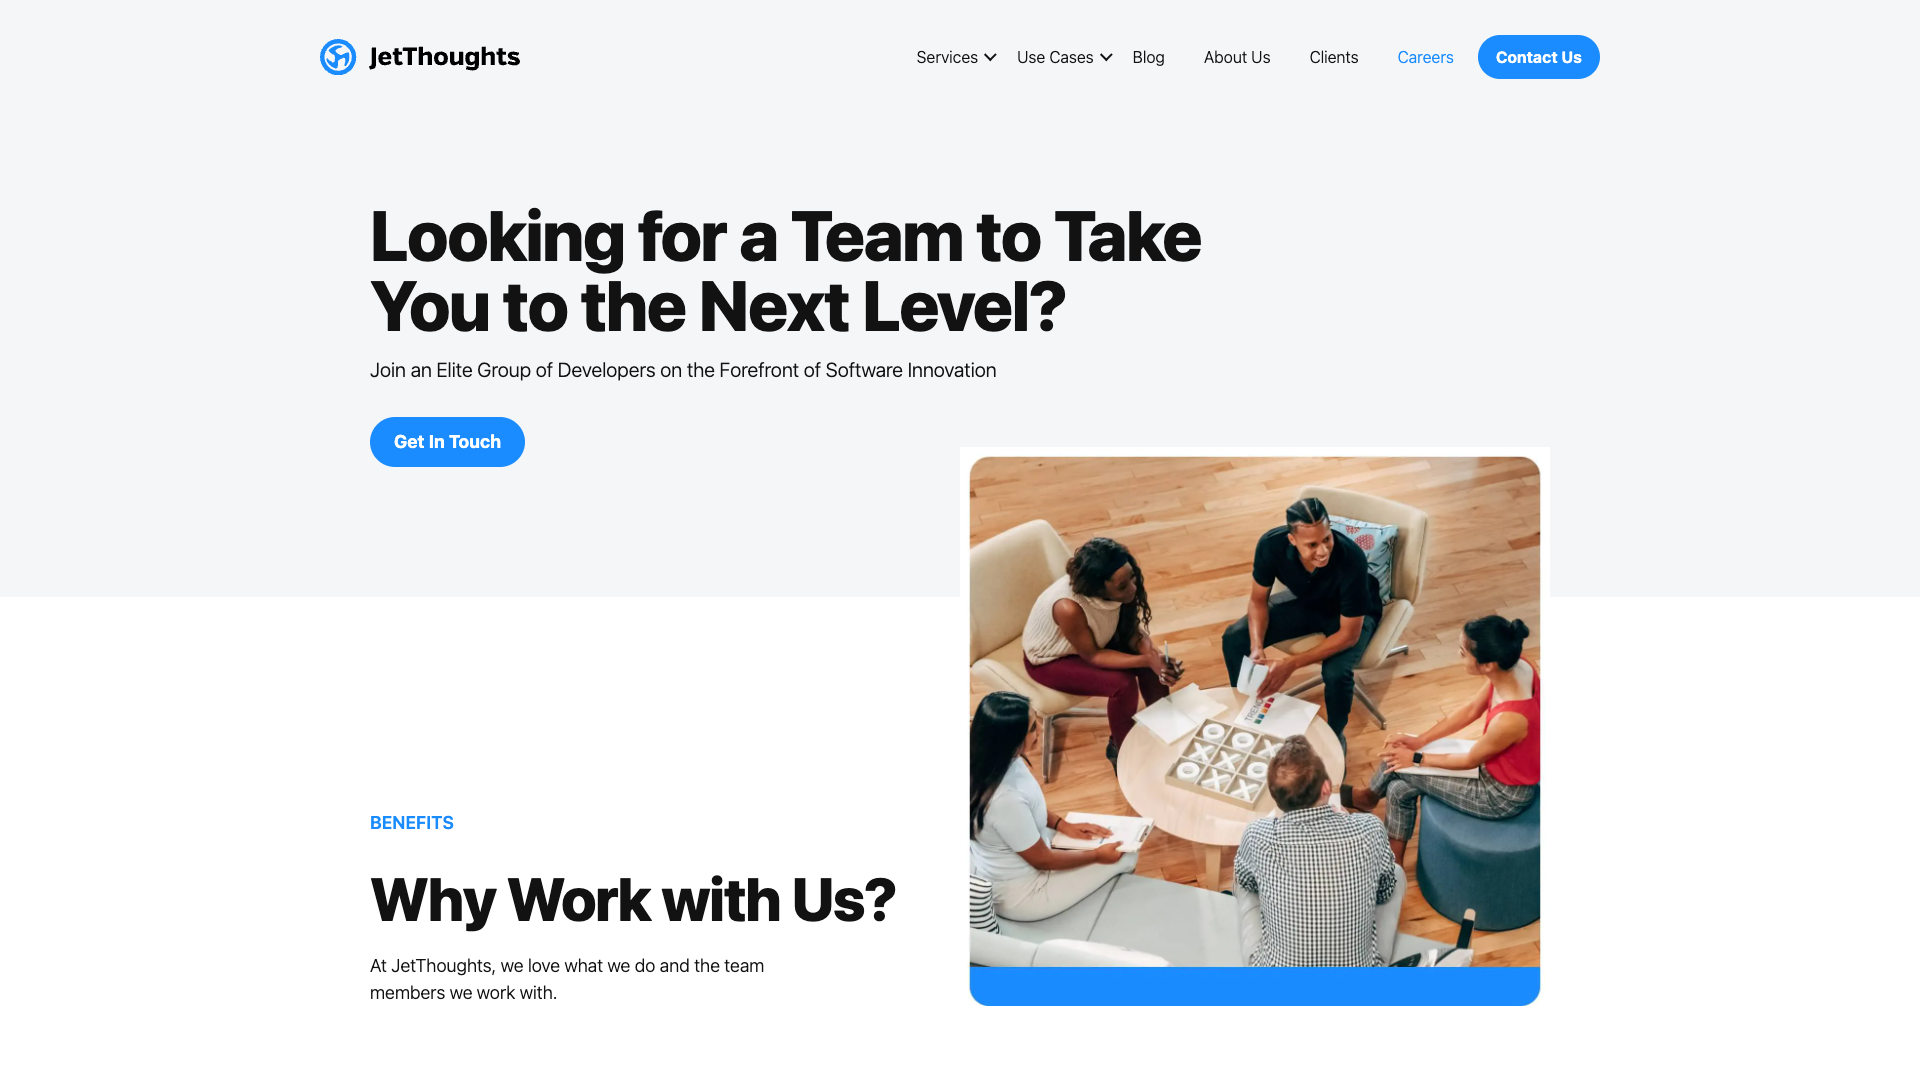 JetThoughts
Services
Use Cases
Blog
About Us
Clients
Careers
Contact Us
Looking for a Team to Take
You to the Next Level?
Join an Elite Group of Developers on the Forefront of Software Innovation
Get In Touch
TREND
BENEFITS
Why Work with Us?
At JetThoughts, we love what we do and the team
members we work with.